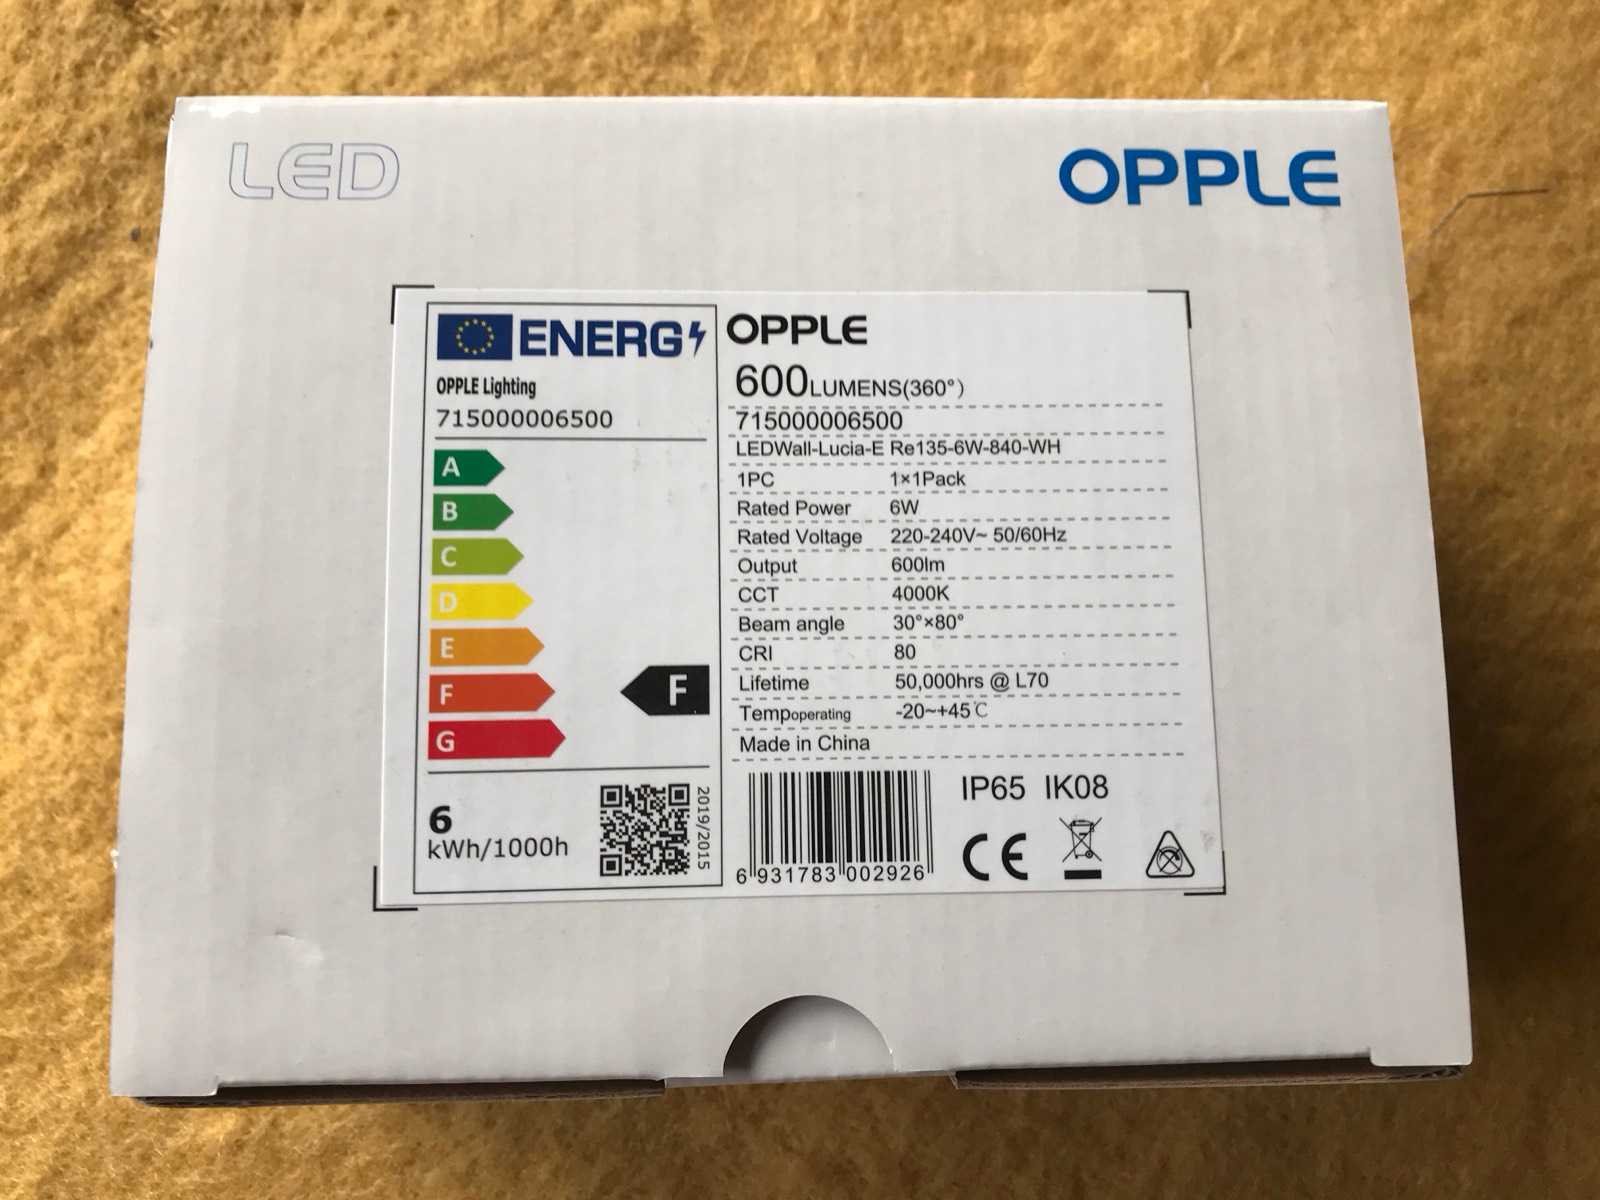 LED
OPPLE
ENERG
OPPLE Lighting
715000006500
A
B
C
D
E
F
F
G
6
kWh/1000h
2019/2015
OPPLE
600LUMENS(360°)
715000006500
LEDWall-Lucia-E Re135-6W-840-WH
1PC 1×1Pack
Rated Power 6W
Rated Voltage 220-240V~ 50/60Hz
Output 600lm
CCT 4000K
Beam angle 30°×80°
CRI 80
Lifetime 50,000hrs @ L70
Tempoperating -20~+45℃
Made in China
6 931783 002926
IP65 IK08
CE